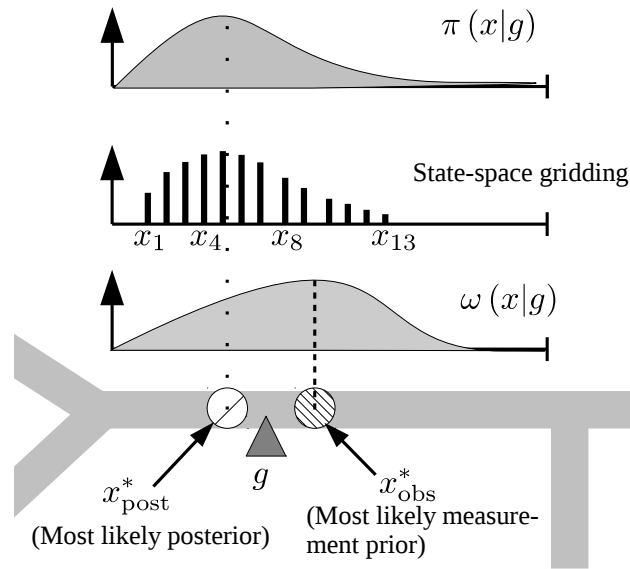 π (x|g)
State-space gridding
x₁ x₄ x₈ x₁₃
ω (x|g)
g
x*post x*obs
(Most likely posterior) (Most likely measure-
ment prior)